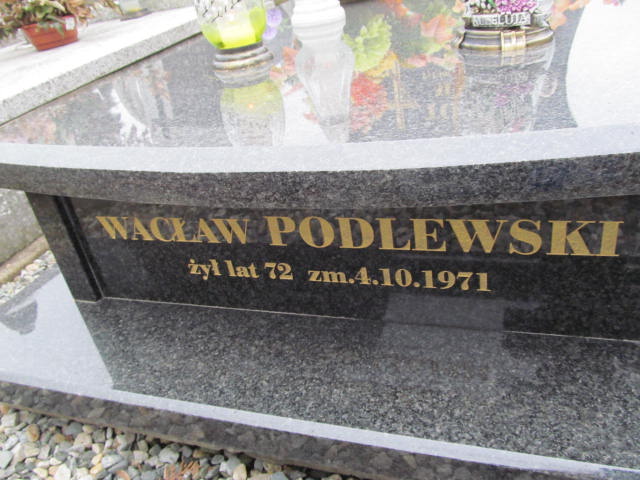 WACŁAW PODLEWSKI
żył lat 72 zm.4.10.1971